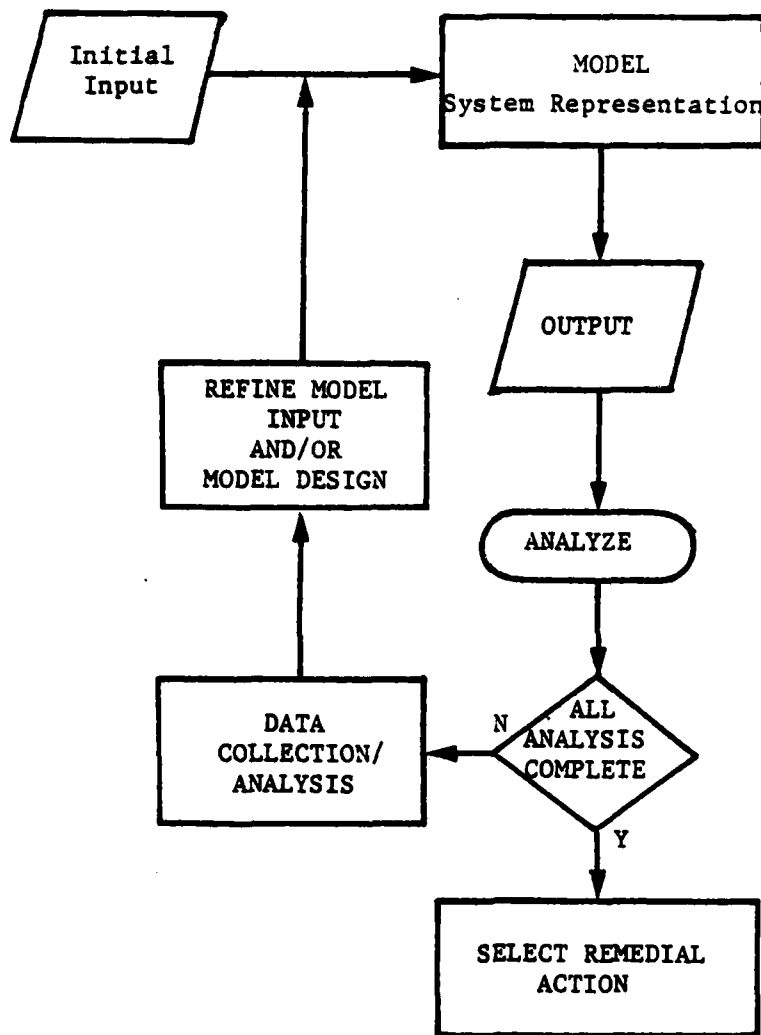 Initial
Input
MODEL
System Representation
OUTPUT
REFINE MODEL
INPUT
AND/OR
MODEL DESIGN
ANALYZE
ALL
ANALYSIS
COMPLETE
N
DATA
COLLECTION/
ANALYSIS
Y
SELECT REMEDIAL
ACTION